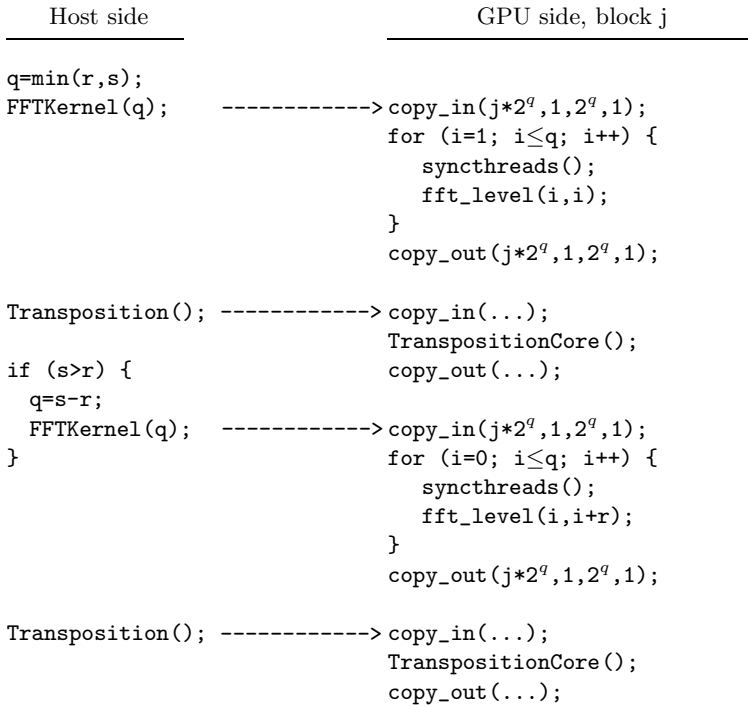 Host side GPU side, block j
q=min(r,s);
FFTKernel(q); ------------> copy_in(j*2^q,1,2^q,1);
for (i=1; i≤q; i++) {
syncthreads();
fft_level(i,i);
}
copy_out(j*2^q,1,2^q,1);
Transposition(); ------------> copy_in(...);
TranspositionCore();
if (s>r) { copy_out(...);
q=s-r;
FFTKernel(q); ------------> copy_in(j*2^q,1,2^q,1);
} for (i=0; i≤q; i++) {
syncthreads();
fft_level(i,i+r);
}
copy_out(j*2^q,1,2^q,1);
Transposition(); ------------> copy_in(...);
TranspositionCore();
copy_out(...);